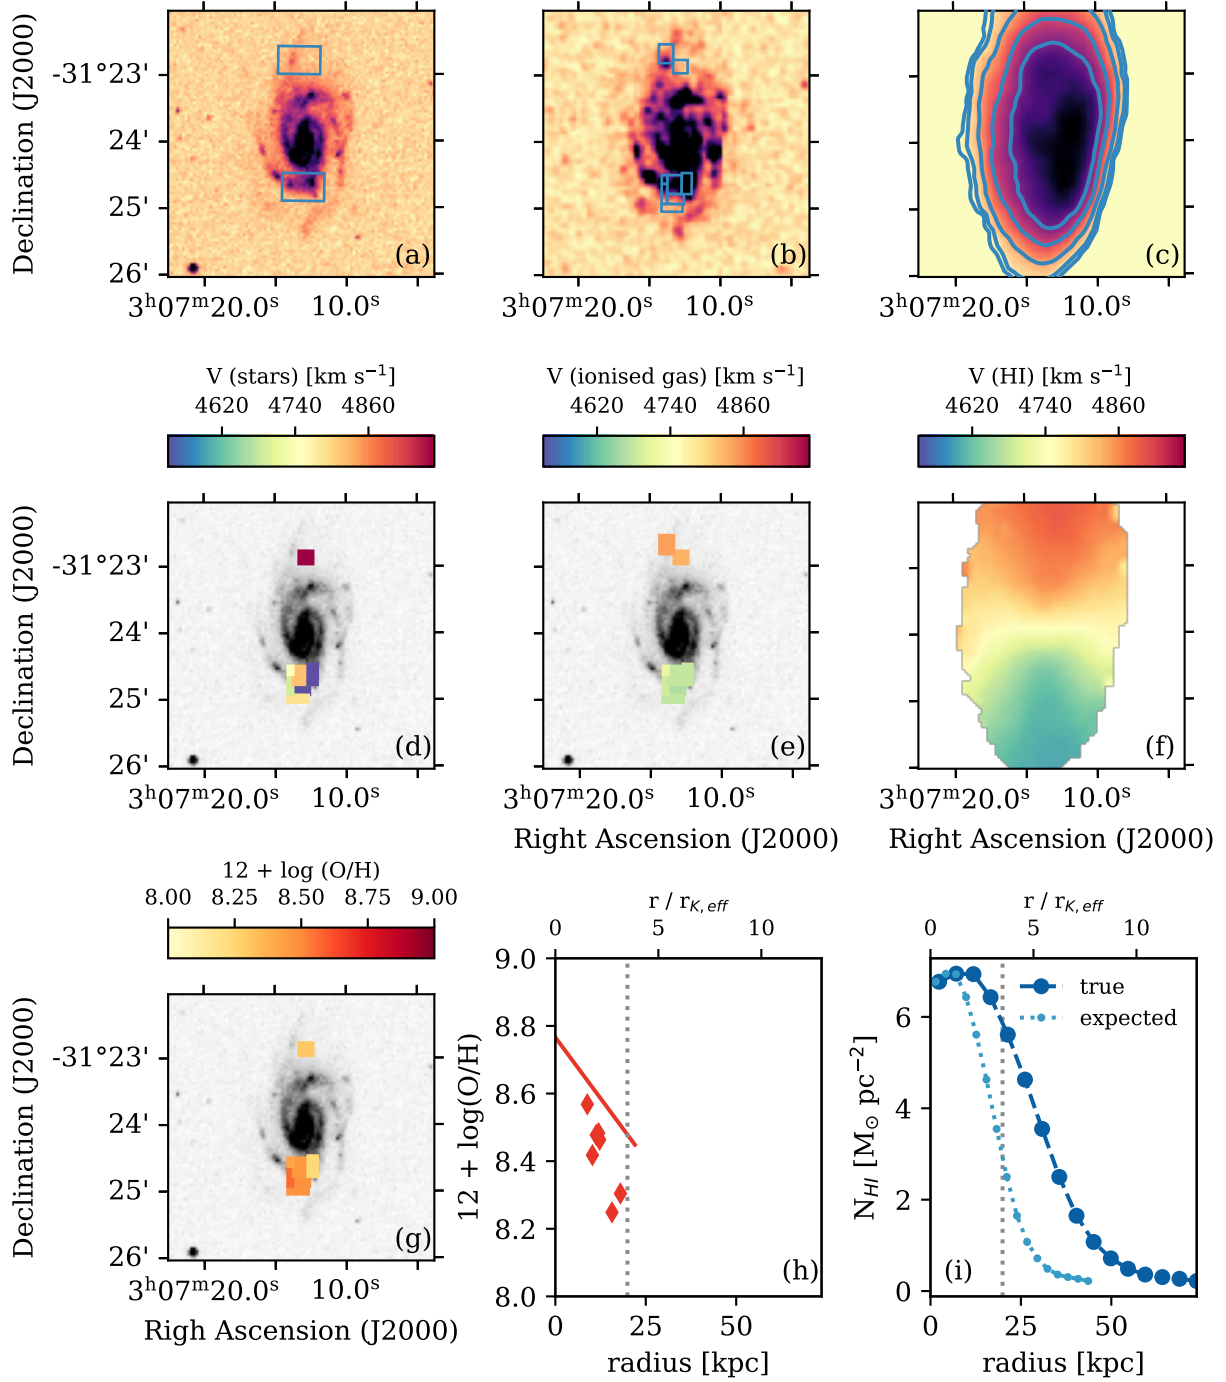 Declination (J2000)
-31°23'
24'
25'
26'
(a)
(b)
(c)
3ʰ07ᵐ20.0ˢ 10.0ˢ
3ʰ07ᵐ20.0ˢ 10.0ˢ
3ʰ07ᵐ20.0ˢ 10.0ˢ
V (stars) [km s⁻¹]
4620 4740 4860
V (ionised gas) [km s⁻¹]
4620 4740 4860
V (HI) [km s⁻¹]
4620 4740 4860
Declination (J2000)
-31°23'
24'
25'
26'
(d)
(e)
(f)
3ʰ07ᵐ20.0ˢ 10.0ˢ
3ʰ07ᵐ20.0ˢ 10.0ˢ
Right Ascension (J2000)
3ʰ07ᵐ20.0ˢ 10.0ˢ
Right Ascension (J2000)
12 + log (O/H)
8.00 8.25 8.50 8.75 9.00
Declination (J2000)
-31°23'
24'
25'
26'
(g)
3ʰ07ᵐ20.0ˢ 10.0ˢ
Righ Ascension (J2000)
r / r_K,eff
0 5 10
12 + log(O/H)
9.0
8.8
8.6
8.4
8.2
8.0
(h)
0 25 50
radius [kpc]
r / r_K,eff
0 5 10
N_HI [M_⊙ pc⁻²]
6
4
2
0
true
expected
(i)
0 25 50
radius [kpc]